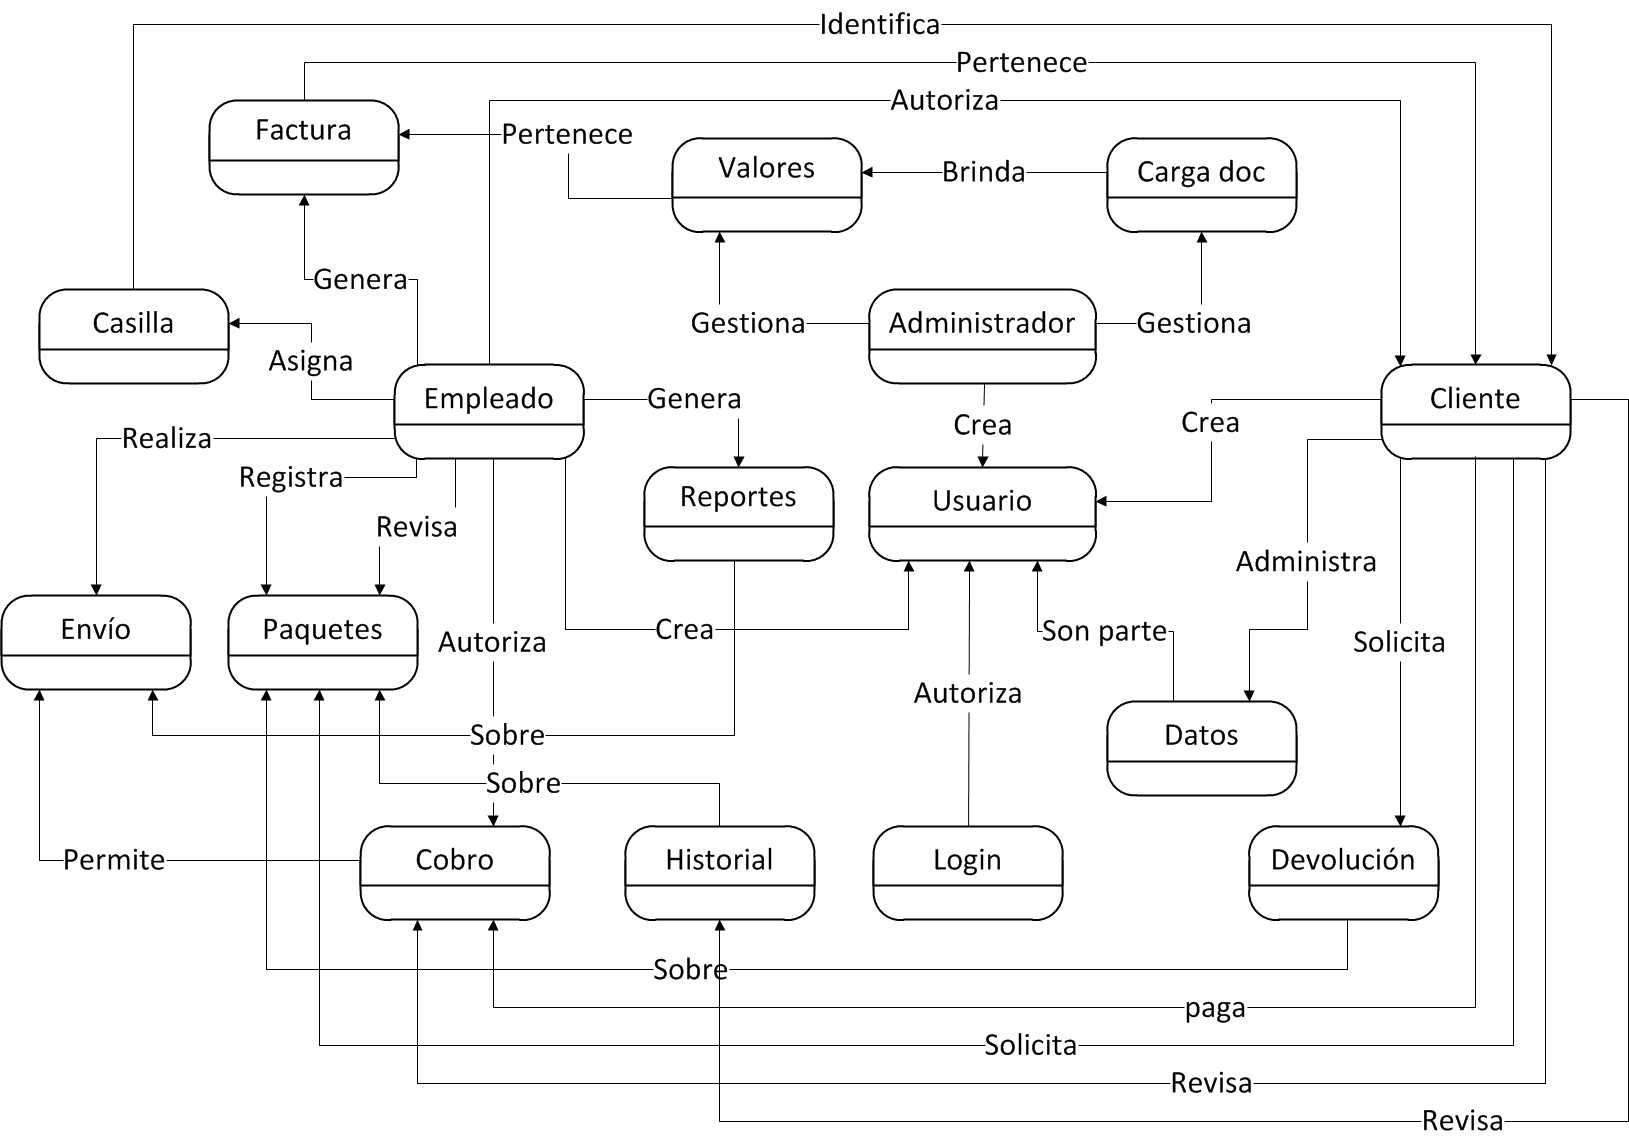 Identifica
Pertenece
Autoriza
Factura
Pertenece
Valores
Brinda
Carga doc
Genera
Casilla
Gestiona
Administrador
Gestiona
Asigna
Empleado
Genera
Cliente
Crea
Crea
Realiza
Registra
Reportes
Usuario
Revisa
Administra
Envío
Paquetes
Autoriza
Crea
Son parte
Solicita
Autoriza
Sobre
Datos
Sobre
Permite
Cobro
Historial
Login
Devolución
Sobre
paga
Solicita
Revisa
Revisa